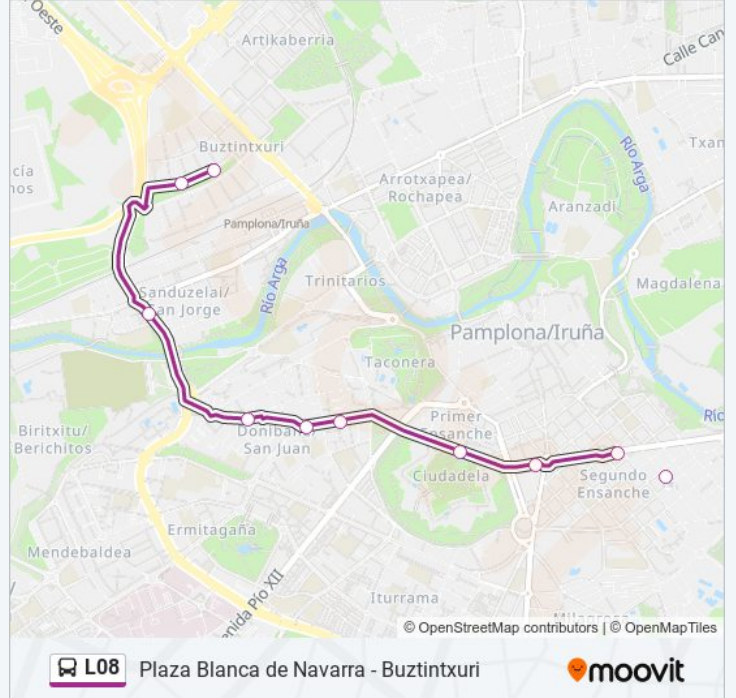 Oeste
Artikaberria
Calle Can
Buztintxuri
Río Arga
Txan
cía
nos
Arrotxapea/
Rochapea
Aranzadi
Pamplona/Iruña
Río Arga
Trinitarios
Magdalena
Sanduzelai/
San Jorge
Pamplona/Iruña
Taconera
Río
Biritxitu/
Berichitos
Donibane/
San Juan
Primer
Ensanche
Ciudadela
Segundo
Ensanche
Ermitagaña
Mendebaldea
enida Pío XII
Iturrama
Milagrosa
© OpenStreetMap contributors | © OpenMapTiles
L08 Plaza Blanca de Navarra - Buztintxuri
moovit